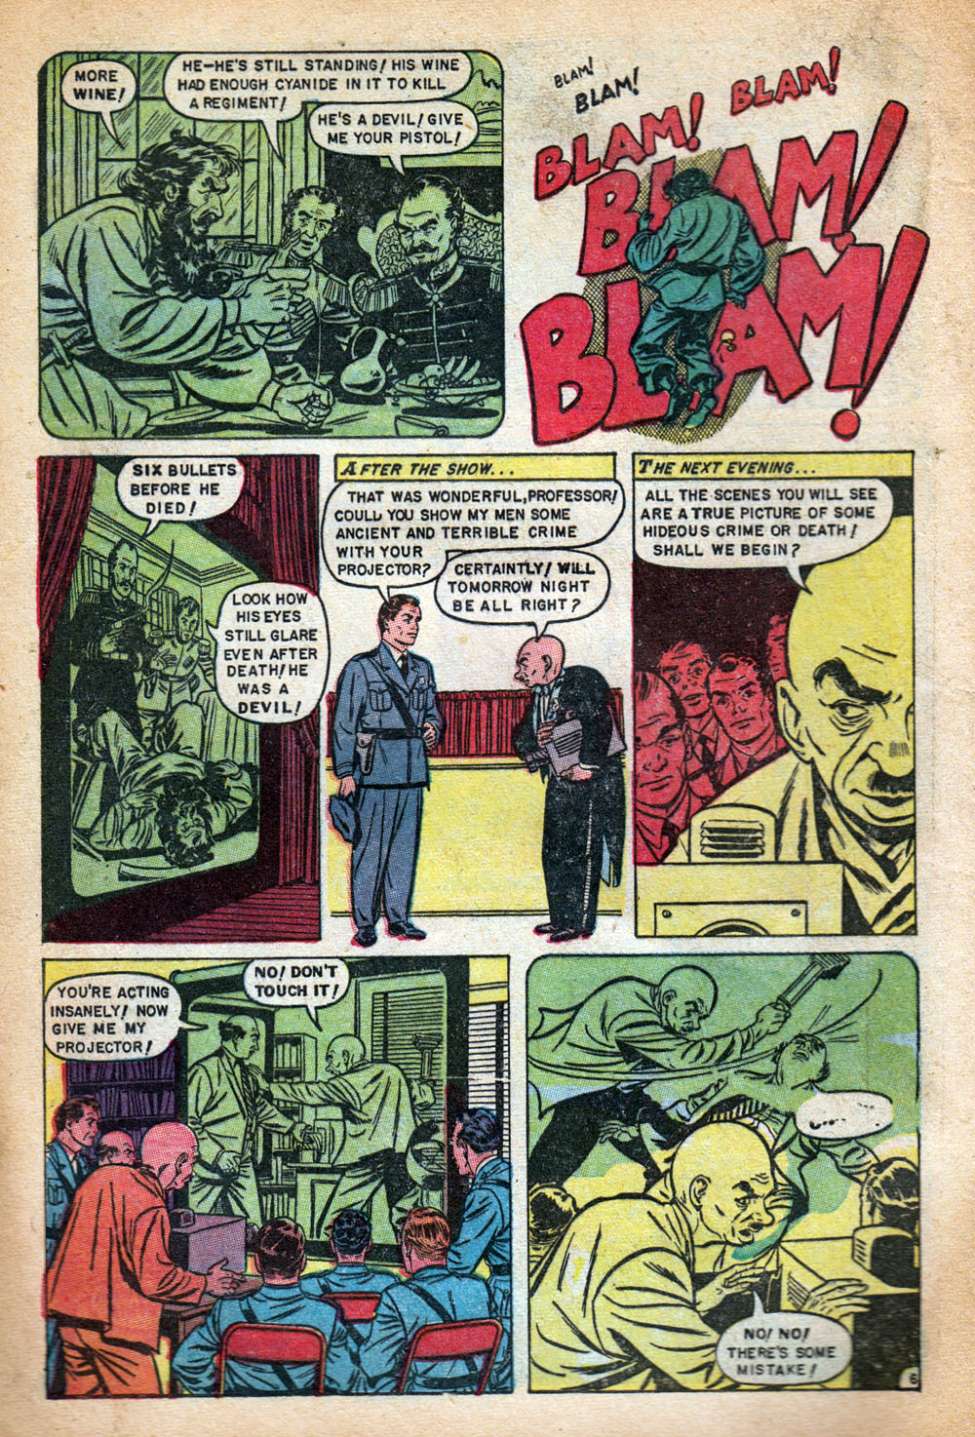 MORE
WINE!
HE-HE'S STILL STANDING! HIS WINE
HAD ENOUGH CYANIDE IN IT TO KILL
A REGIMENT!
HE'S A DEVIL! GIVE
ME YOUR PISTOL!
BLAM!
BLAM!
BLAM!
BLAM!
BLAM!
BLAM!
SIX BULLETS
BEFORE HE
DIED!
LOOK HOW
HIS EYES
STILL GLARE
EVEN AFTER
DEATH! HE
WAS A
DEVIL!
AFTER THE SHOW...
THAT WAS WONDERFUL, PROFESSOR!
COULD YOU SHOW MY MEN SOME
ANCIENT AND TERRIBLE CRIME
WITH YOUR
PROJECTOR?
CERTAINTLY! WILL
TOMORROW NIGHT
BE ALL RIGHT?
THE NEXT EVENING...
ALL THE SCENES YOU WILL SEE
ARE A TRUE PICTURE OF SOME
HIDEOUS CRIME OR DEATH!
SHALL WE BEGIN?
YOU'RE ACTING
INSANELY! NOW
GIVE ME MY
PROJECTOR!
NO! DON'T
TOUCH IT!
NO! NO!
THERE'S SOME
MISTAKE!
6